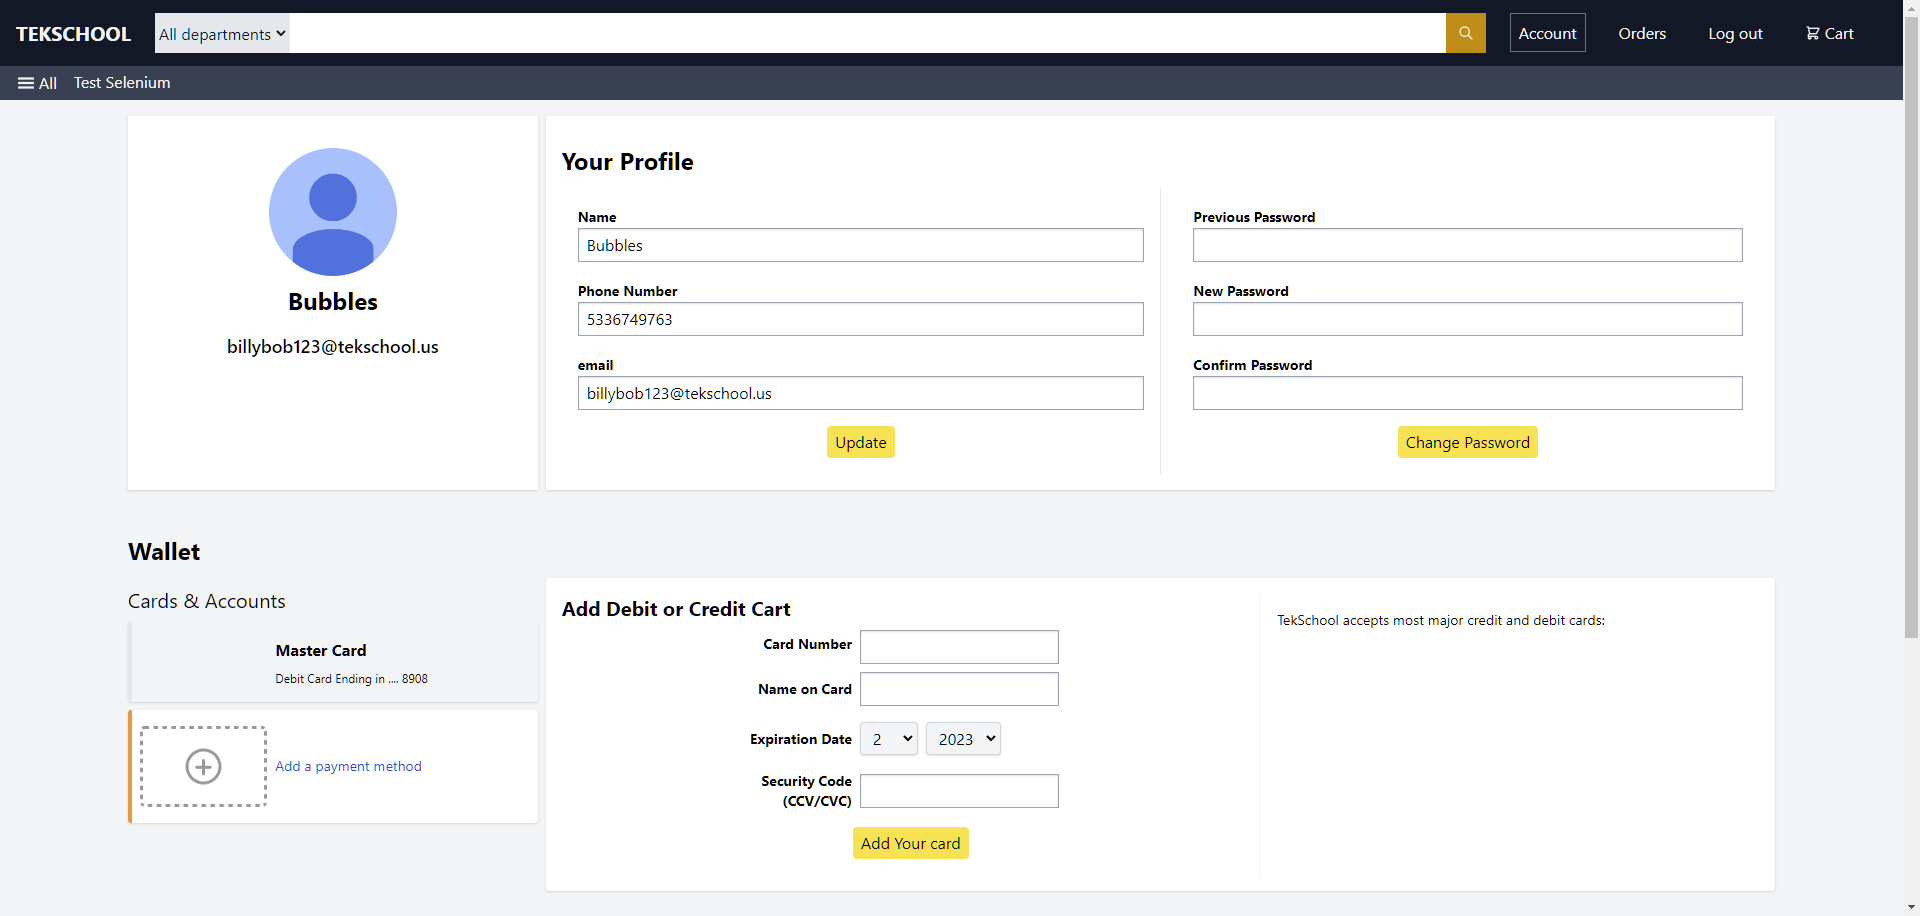 TEKSCHOOL All departments Account Orders Log out Cart
All Test Selenium
Bubbles
billybob123@tekschool.us
Your Profile
Name
Bubbles
Phone Number
5336749763
email
billybob123@tekschool.us
Update
Previous Password
New Password
Confirm Password
Change Password
Wallet
Cards & Accounts
Master Card
Debit Card Ending in .... 8908
Add a payment method
Add Debit or Credit Cart
Card Number
Name on Card
Expiration Date 2 2023
Security Code
(CCV/CVC)
Add Your card
TekSchool accepts most major credit and debit cards: